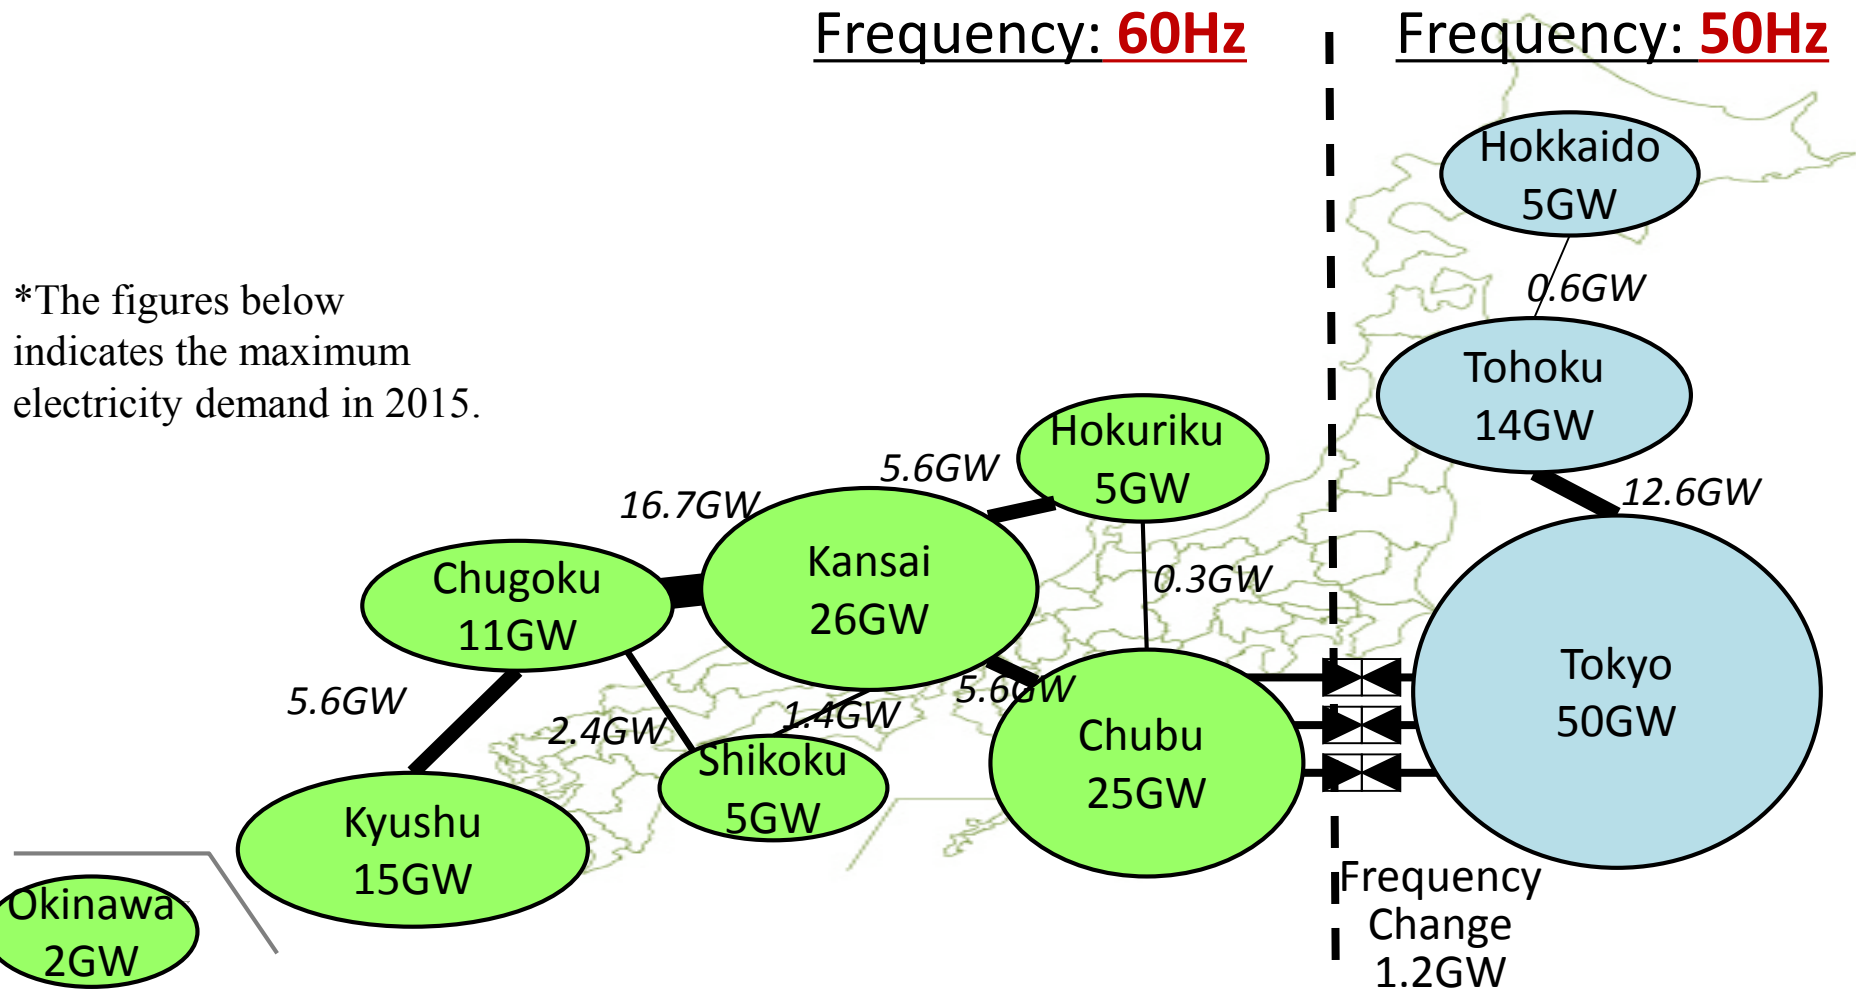 Frequency: 60Hz
Frequency: 50Hz
Hokkaido
5GW
0.6GW
*The figures below
indicates the maximum
electricity demand in 2015.
Tohoku
14GW
12.6GW
Hokuriku
5GW
5.6GW
16.7GW
Kansai
26GW
Chugoku
11GW
0.3GW
5.6GW
2.4GW
1.4GW
5.6GW
Tokyo
50GW
Chubu
25GW
Shikoku
5GW
Kyushu
15GW
Okinawa
2GW
Frequency
Change
1.2GW